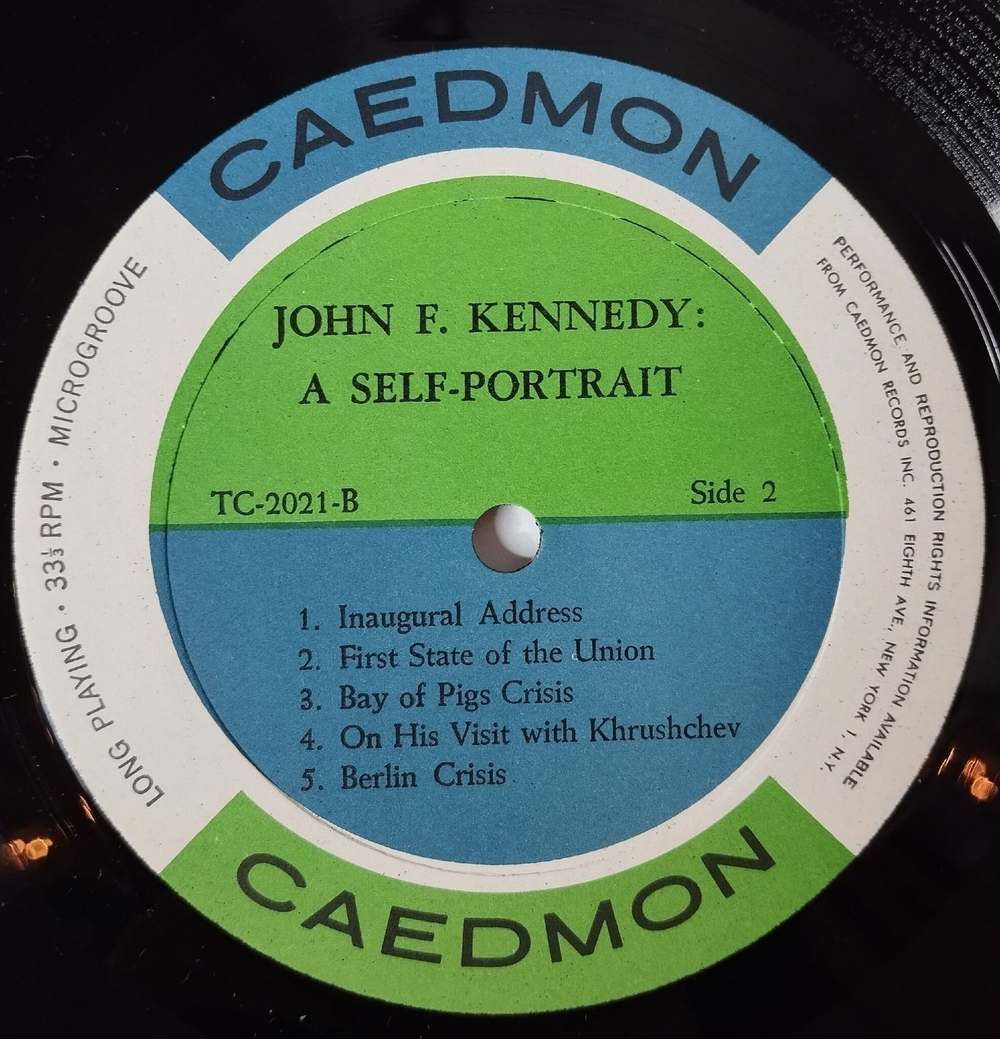 CAEDMON
JOHN F. KENNEDY:
A SELF-PORTRAIT
TC-2021-B
Side 2
1. Inaugural Address
2. First State of the Union
3. Bay of Pigs Crisis
4. On His Visit with Khrushchev
5. Berlin Crisis
LONG PLAYING · 33⅓ RPM · MICROGROOVE
PERFORMANCE AND REPRODUCTION RIGHTS INFORMATION AVAILABLE
FROM CAEDMON RECORDS INC. 461 EIGHTH AVE., NEW YORK 1, N.Y.
CAEDMON